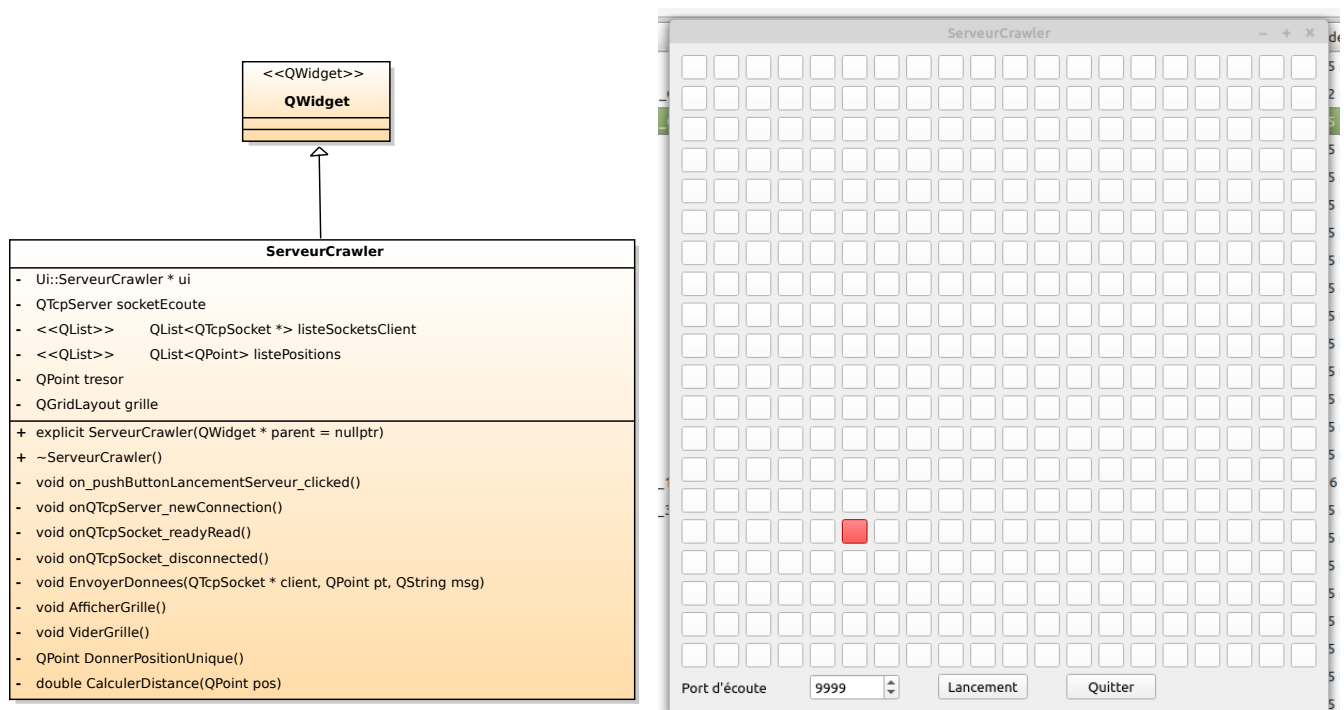 <<QWidget>>
QWidget
ServeurCrawler
- Ui::ServeurCrawler * ui
- QTcpServer socketEcoute
- <<QList>> QList<QTcpSocket *> listeSocketsClient
- <<QList>> QList<QPoint> listePositions
- QPoint tresor
- QGridLayout grille
+ explicit ServeurCrawler(QWidget * parent = nullptr)
+ ~ServeurCrawler()
- void on_pushButtonLancementServeur_clicked()
- void onQTcpServer_newConnection()
- void onQTcpSocket_readyRead()
- void onQTcpSocket_disconnected()
- void EnvoyerDonnees(QTcpSocket * client, QPoint pt, QString msg)
- void AfficherGrille()
- void ViderGrille()
- QPoint DonnerPositionUnique()
- double CalculerDistance(QPoint pos)
ServeurCrawler
Port d'écoute 9999 Lancement Quitter